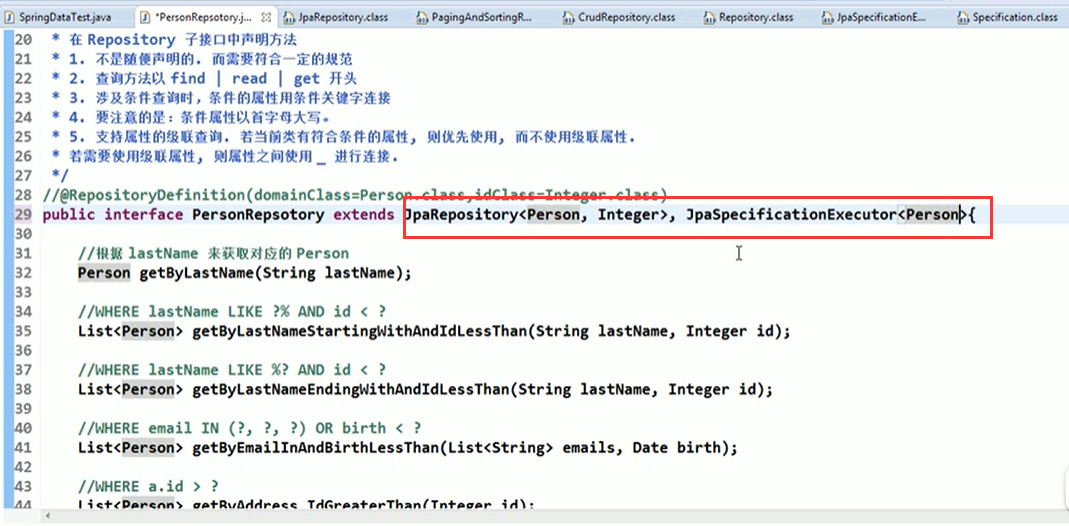 SpringDataTest.java *PersonRepsotory.j... JpaRepository.class PagingAndSortingR... CrudRepository.class Repository.class JpaSpecificationE... Specification.class
20 * 在 Repository 子接口中声明方法
21 * 1. 不是随便声明的. 而需要符合一定的规范
22 * 2. 查询方法以 find | read | get 开头
23 * 3. 涉及条件查询时，条件的属性用条件关键字连接
24 * 4. 要注意的是：条件属性以首字母大写。
25 * 5. 支持属性的级联查询. 若当前类有符合条件的属性, 则优先使用, 而不使用级联属性.
26 * 若需要使用级联属性, 则属性之间使用 _ 进行连接.
27 */
28 //@RepositoryDefinition(domainClass=Person.class,idClass=Integer.class)
29 public interface PersonRepsotory extends JpaRepository<Person, Integer>, JpaSpecificationExecutor<Person>{
30
31 //根据 lastName 来获取对应的 Person
32 Person getByLastName(String lastName);
33
34 //WHERE lastName LIKE ?% AND id < ?
35 List<Person> getByLastNameStartingWithAndIdLessThan(String lastName, Integer id);
36
37 //WHERE lastName LIKE %? AND id < ?
38 List<Person> getByLastNameEndingWithAndIdLessThan(String lastName, Integer id);
39
40 //WHERE email IN (?, ?, ?) OR birth < ?
41 List<Person> getByEmailInAndBirthLessThan(List<String> emails, Date birth);
42
43 //WHERE a.id > ?
44 List<Person> getByAddress_IdGreaterThan(Integer id);